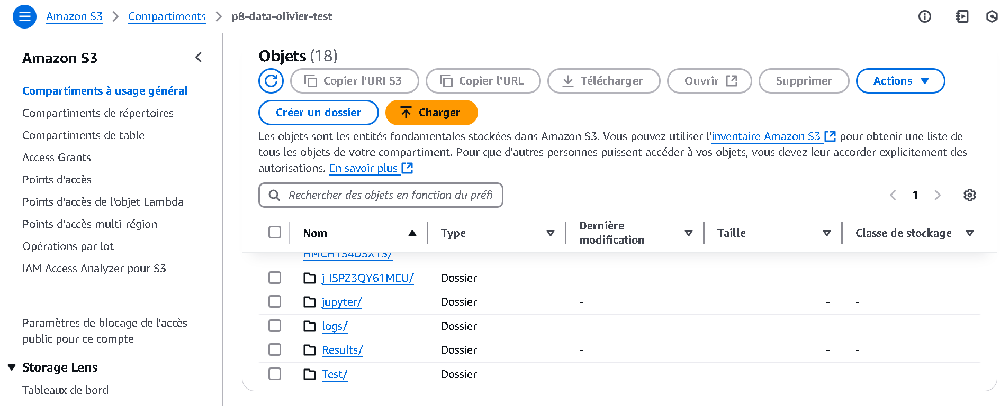 Amazon S3 > Compartiments > p8-data-olivier-test
Amazon S3
Compartiments à usage général
Compartiments de répertoires
Compartiments de table
Access Grants
Points d'accès
Points d'accès de l'objet Lambda
Points d'accès multi-région
Opérations par lot
IAM Access Analyzer pour S3
Paramètres de blocage de l'accès
public pour ce compte
Storage Lens
Tableaux de bord
Objets (18)
Copier l'URI S3 Copier l'URL Télécharger Ouvrir Supprimer Actions
Créer un dossier Charger
Les objets sont les entités fondamentales stockées dans Amazon S3. Vous pouvez utiliser l'inventaire Amazon S3 pour obtenir une liste de
tous les objets de votre compartiment. Pour que d'autres personnes puissent accéder à vos objets, vous devez leur accorder explicitement des
autorisations. En savoir plus
Rechercher des objets en fonction du préfi
1
Nom Type Dernière modification Taille Classe de stockage
j-I5PZ3QY61MEU/ Dossier - - -
jupyter/ Dossier - - -
logs/ Dossier - - -
Results/ Dossier - - -
Test/ Dossier - - -